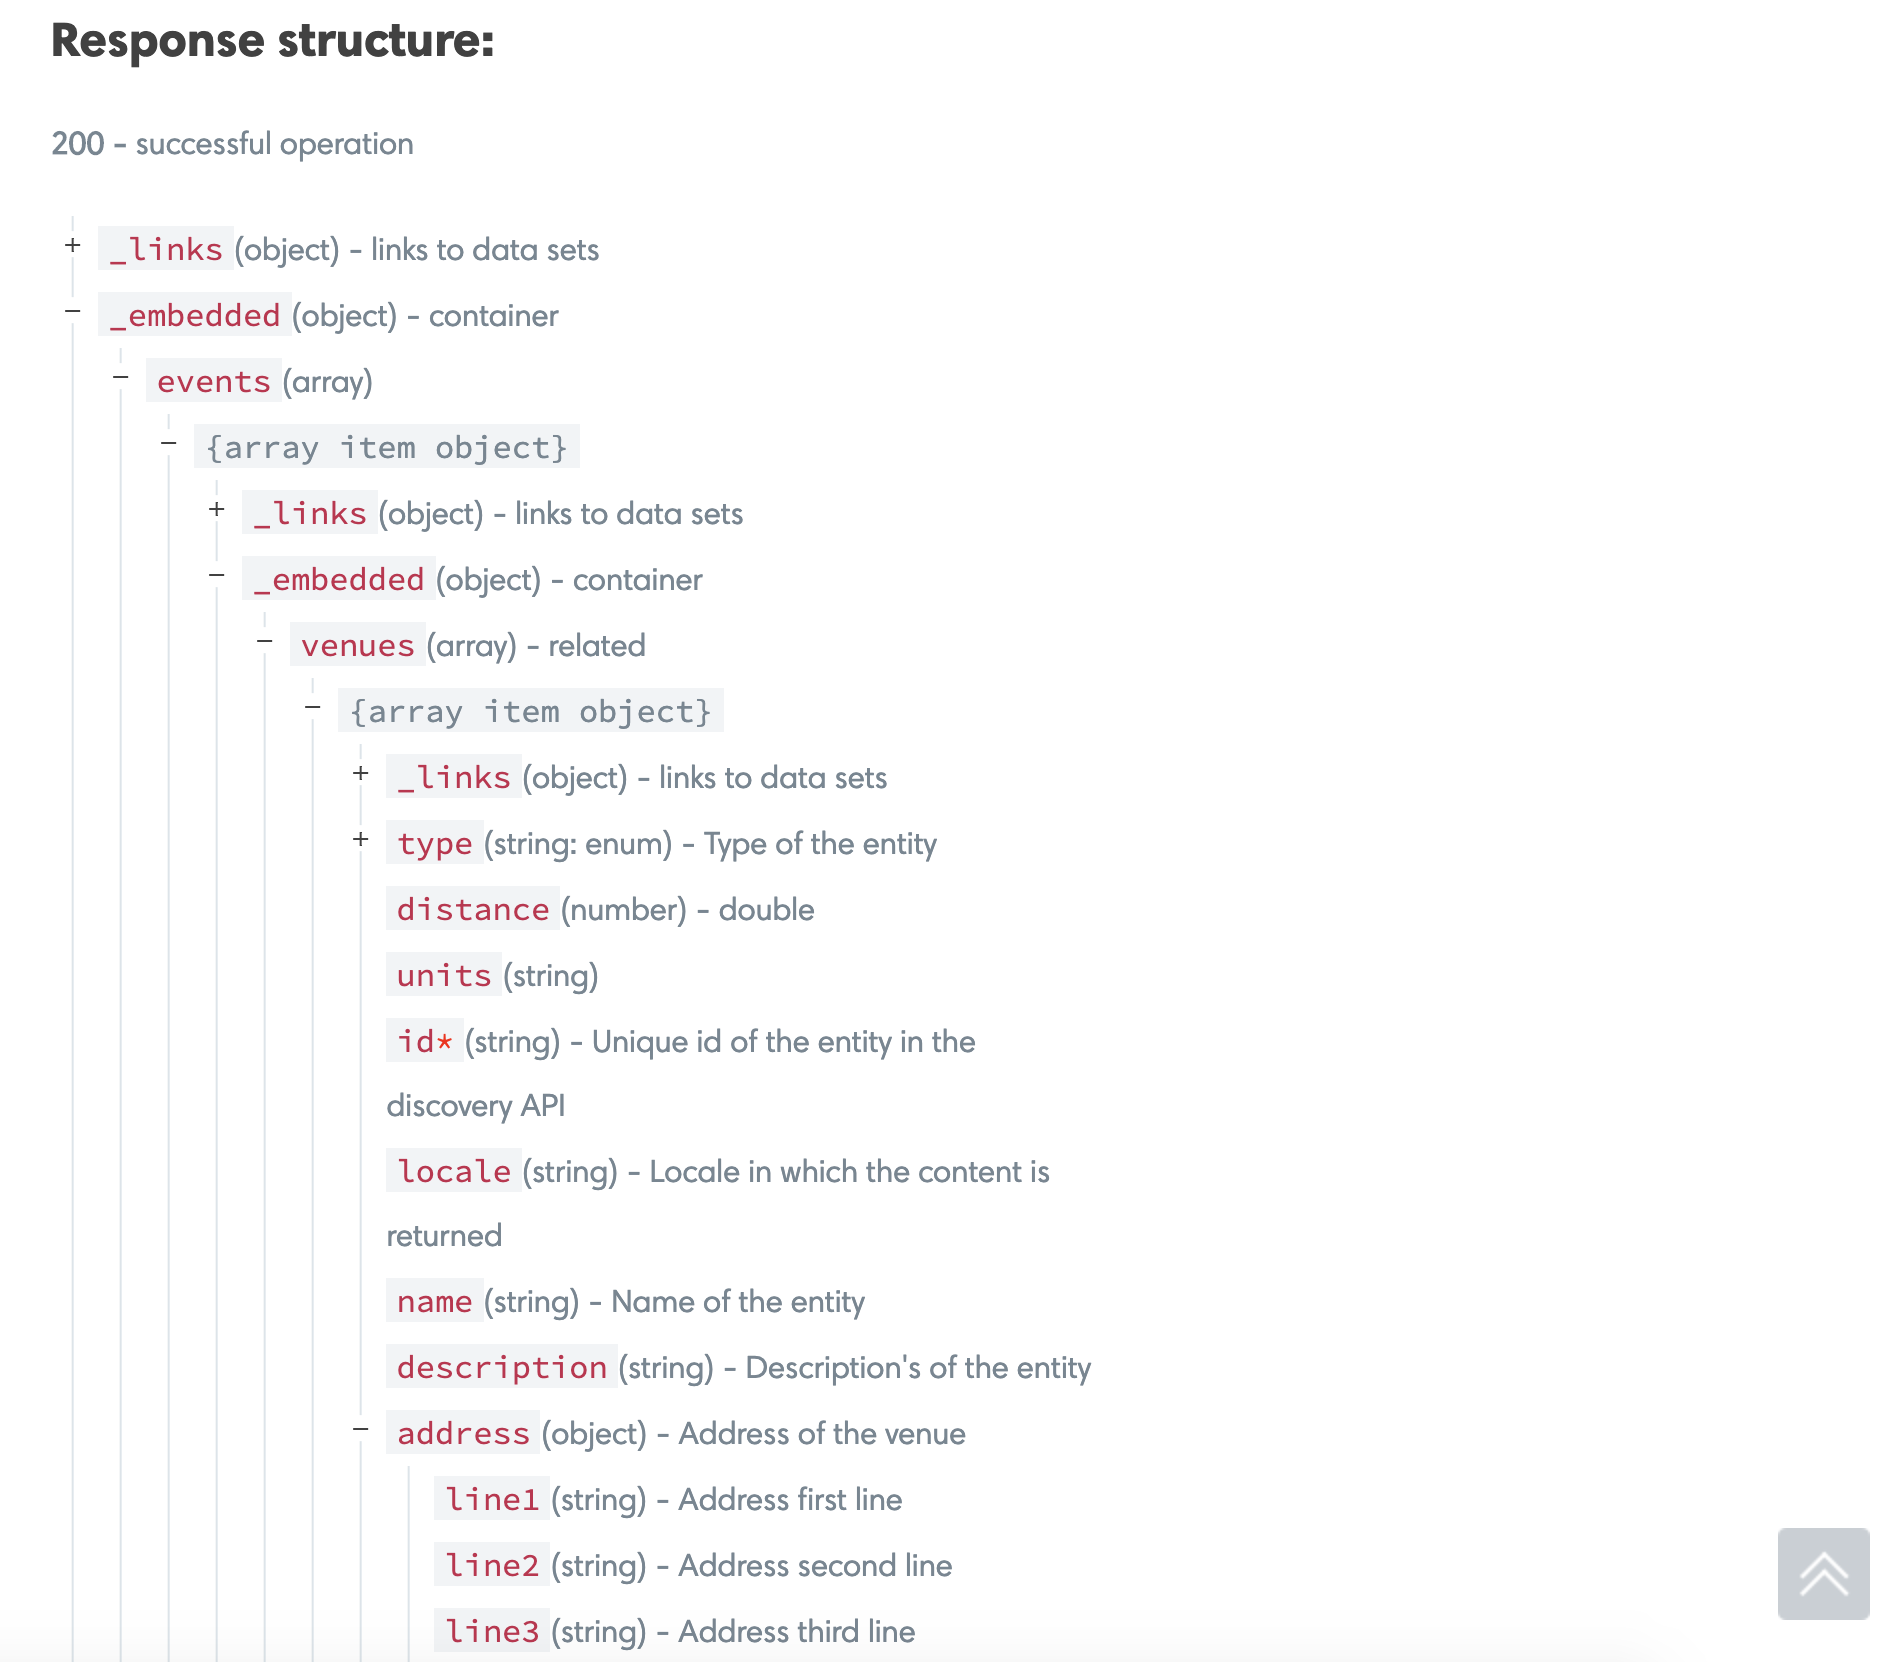 Response structure:
200 - successful operation
+ _links (object) - links to data sets
− _embedded (object) - container
− events (array)
− {array item object}
+ _links (object) - links to data sets
− _embedded (object) - container
− venues (array) - related
− {array item object}
+ _links (object) - links to data sets
+ type (string: enum) - Type of the entity
distance (number) - double
units (string)
id* (string) - Unique id of the entity in the
discovery API
locale (string) - Locale in which the content is
returned
name (string) - Name of the entity
description (string) - Description's of the entity
− address (object) - Address of the venue
line1 (string) - Address first line
line2 (string) - Address second line
line3 (string) - Address third line